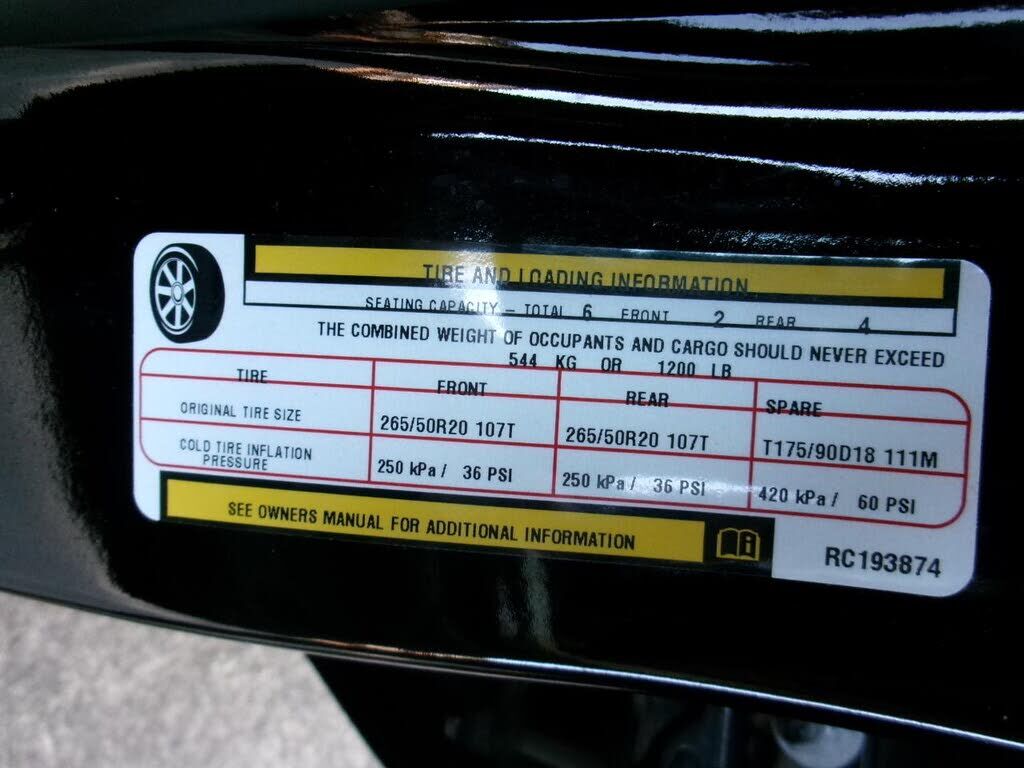 TIRE AND LOADING INFORMATION
SEATING CAPACITY – TOTAL 6 FRONT 2 REAR 4
THE COMBINED WEIGHT OF OCCUPANTS AND CARGO SHOULD NEVER EXCEED
544 KG OR 1200 LB
TIRE FRONT REAR SPARE
ORIGINAL TIRE SIZE 265/50R20 107T 265/50R20 107T T175/90D18 111M
COLD TIRE INFLATION
PRESSURE 250 kPa / 36 PSI 250 kPa / 36 PSI 420 kPa / 60 PSI
SEE OWNERS MANUAL FOR ADDITIONAL INFORMATION
RC193874